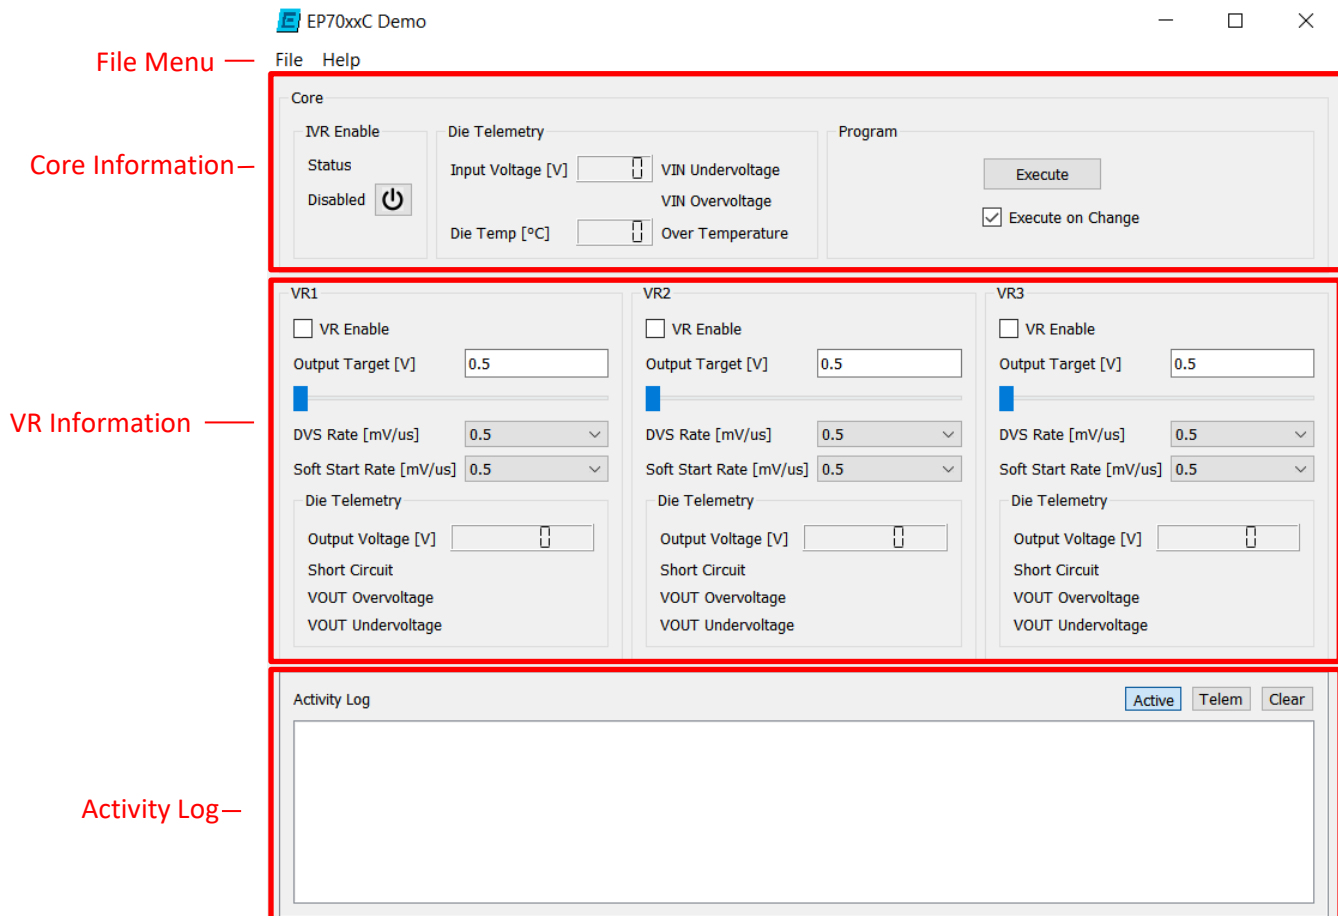 EP70xxC Demo
File Menu
File Help
Core Information
Core
IVR Enable
Status
Disabled
Die Telemetry
Input Voltage [V] 0 VIN Undervoltage
VIN Overvoltage
Die Temp [°C] 0 Over Temperature
Program
Execute
Execute on Change
VR Information
VR1
VR Enable
Output Target [V] 0.5
DVS Rate [mV/us] 0.5
Soft Start Rate [mV/us] 0.5
Die Telemetry
Output Voltage [V] 0
Short Circuit
VOUT Overvoltage
VOUT Undervoltage
VR2
VR Enable
Output Target [V] 0.5
DVS Rate [mV/us] 0.5
Soft Start Rate [mV/us] 0.5
Die Telemetry
Output Voltage [V] 0
Short Circuit
VOUT Overvoltage
VOUT Undervoltage
VR3
VR Enable
Output Target [V] 0.5
DVS Rate [mV/us] 0.5
Soft Start Rate [mV/us] 0.5
Die Telemetry
Output Voltage [V] 0
Short Circuit
VOUT Overvoltage
VOUT Undervoltage
Activity Log
Activity Log Active Telem Clear